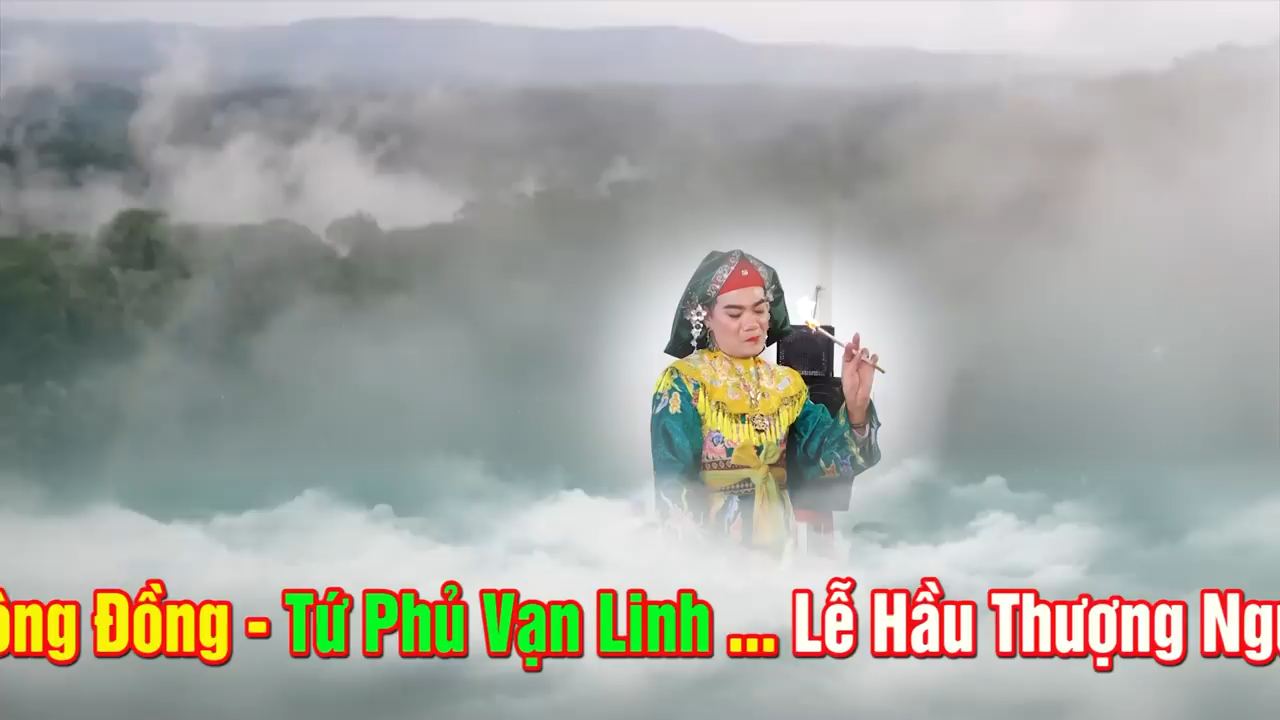 Đồng - Tứ Phủ Vạn Linh ... Lễ Hầu Thượng